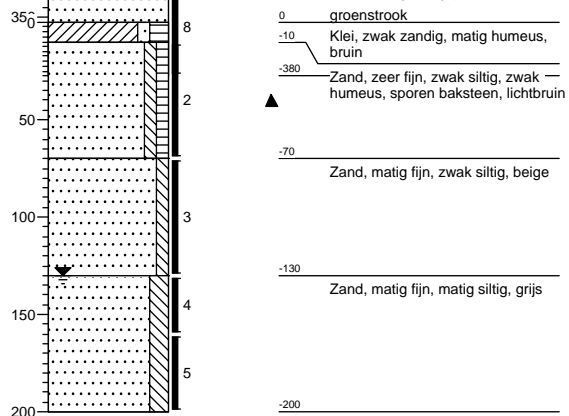 350
0
8
0
groenstrook
-10
Klei, zwak zandig, matig humeus,
bruin
-380
Zand, zeer fijn, zwak siltig, zwak
humeus, sporen baksteen, lichtbruin
2
50
-70
Zand, matig fijn, zwak siltig, beige
3
100
-130
Zand, matig fijn, matig siltig, grijs
4
150
5
200
-200